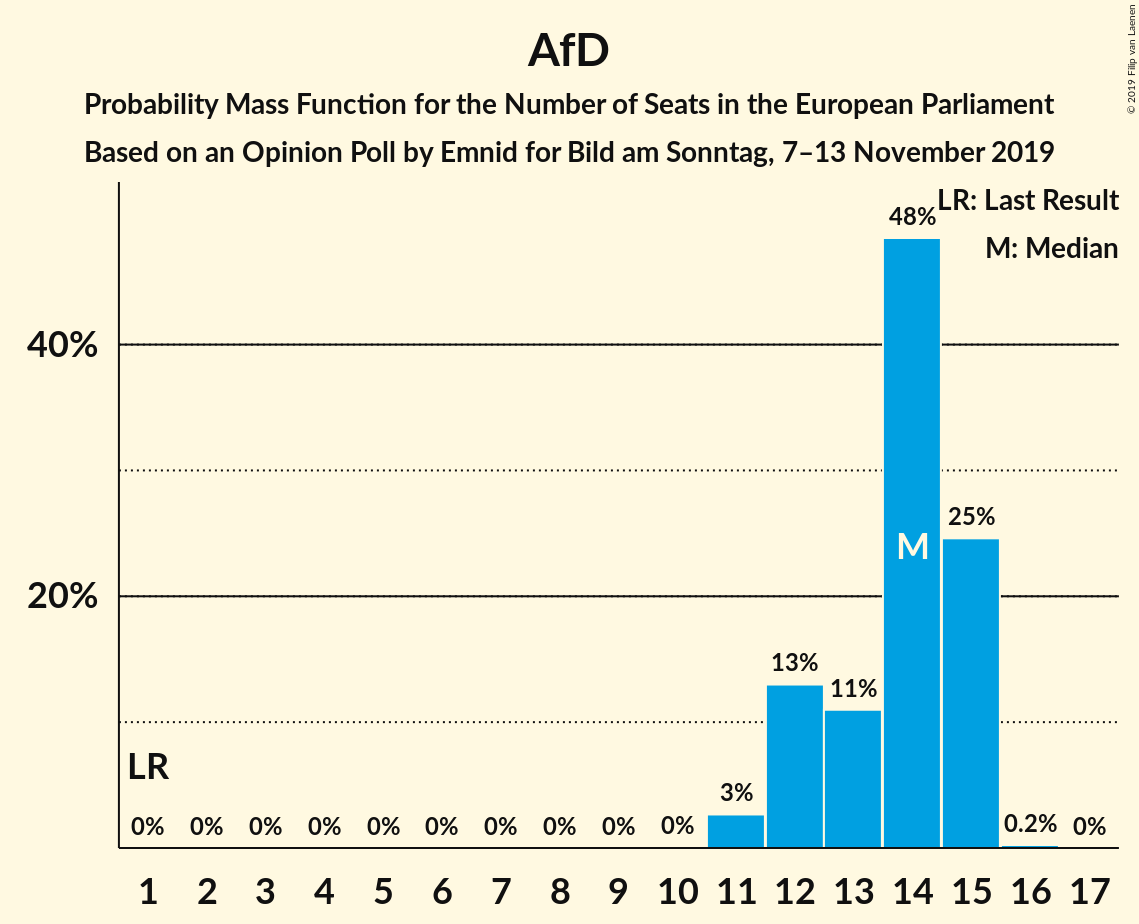 AfD
Probability Mass Function for the Number of Seats in the European Parliament
Based on an Opinion Poll by Emnid for Bild am Sonntag, 7–13 November 2019
© 2019 Filip van Laenen
LR: Last Result
M: Median
40%
20%
LR
M
0% 0% 0% 0% 0% 0% 0% 0% 0% 0% 3% 13% 11% 48% 25% 0.2% 0%
1 2 3 4 5 6 7 8 9 10 11 12 13 14 15 16 17